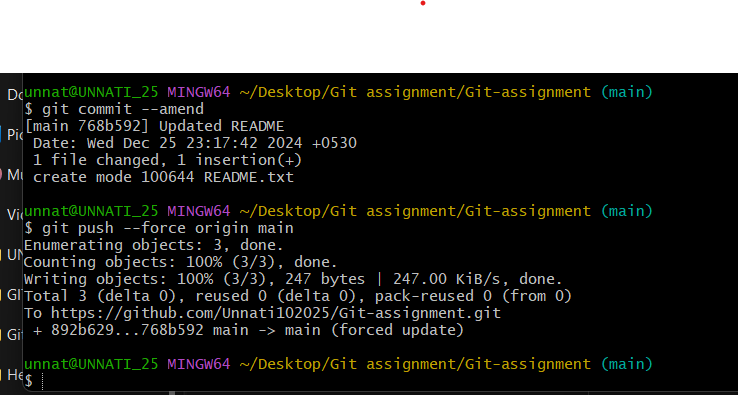 Do
unnat@UNNATI_25 MINGW64 ~/Desktop/Git assignment/Git-assignment (main)
$ git commit --amend
[main 768b592] Updated README
Pic
Date: Wed Dec 25 23:17:42 2024 +0530
1 file changed, 1 insertion(+)
Mu
create mode 100644 README.txt
Vic
unnat@UNNATI_25 MINGW64 ~/Desktop/Git assignment/Git-assignment (main)
$ git push --force origin main
Enumerating objects: 3, done.
UN
Counting objects: 100% (3/3), done.
Writing objects: 100% (3/3), 247 bytes | 247.00 KiB/s, done.
GI
Total 3 (delta 0), reused 0 (delta 0), pack-reused 0 (from 0)
To https://github.com/Unnati102025/Git-assignment.git
Git
+ 892b629...768b592 main -> main (forced update)
unnat@UNNATI_25 MINGW64 ~/Desktop/Git assignment/Git-assignment (main)
He
$